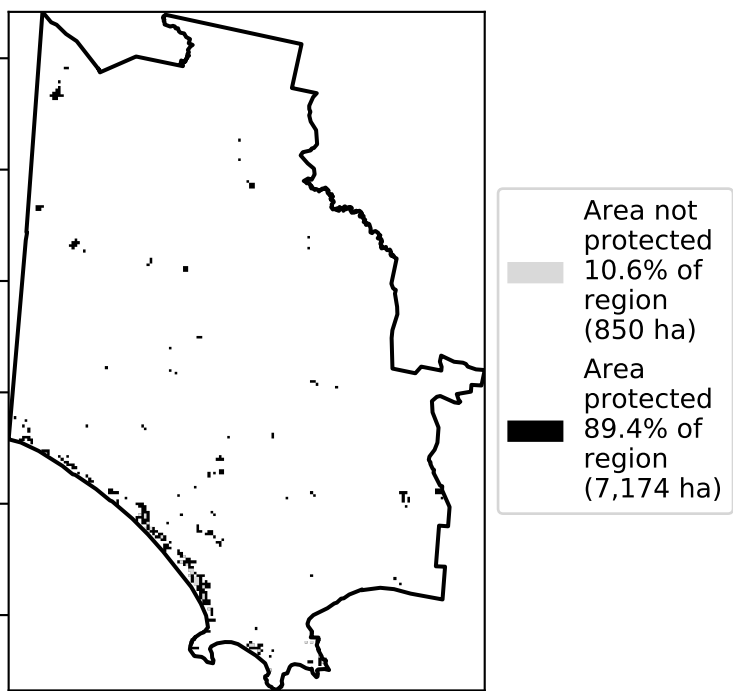 Area not
protected
10.6% of
region
(850 ha)
Area
protected
89.4% of
region
(7,174 ha)